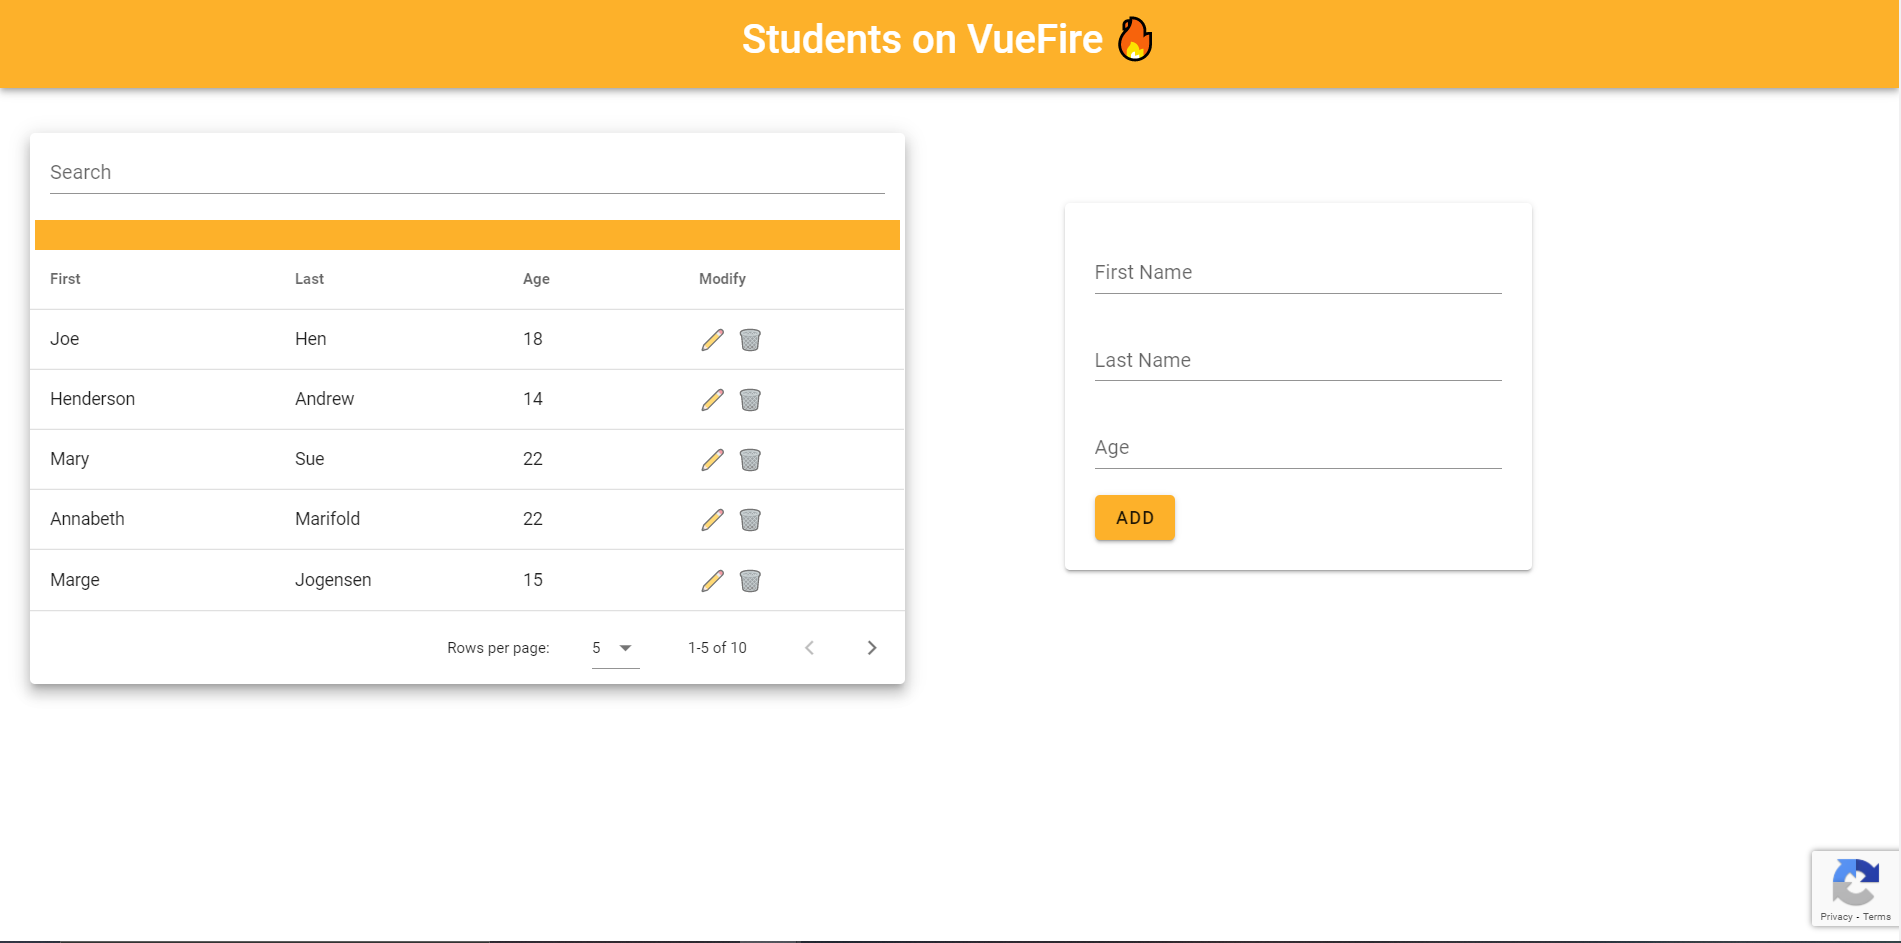 Students on VueFire
Search
First Last Age Modify
Joe Hen 18
Henderson Andrew 14
Mary Sue 22
Annabeth Marifold 22
Marge Jogensen 15
Rows per page: 5 1-5 of 10
First Name
Last Name
Age
ADD
Privacy - Terms